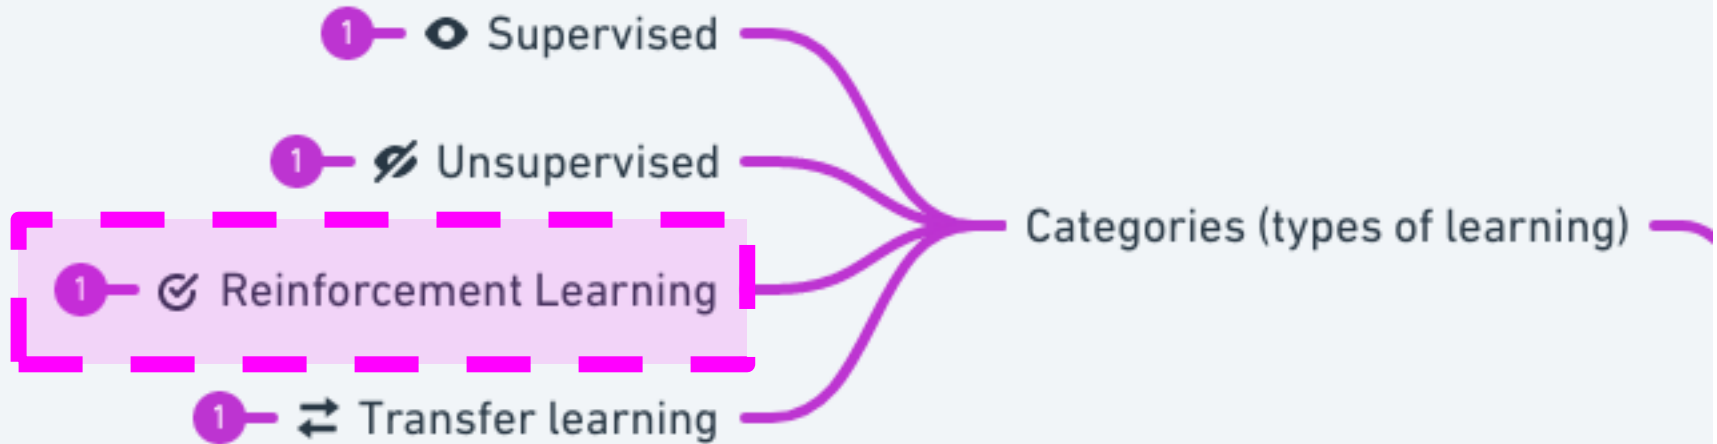 1 Supervised
1 Unsupervised
Categories (types of learning)
1 Reinforcement Learning
1 Transfer learning